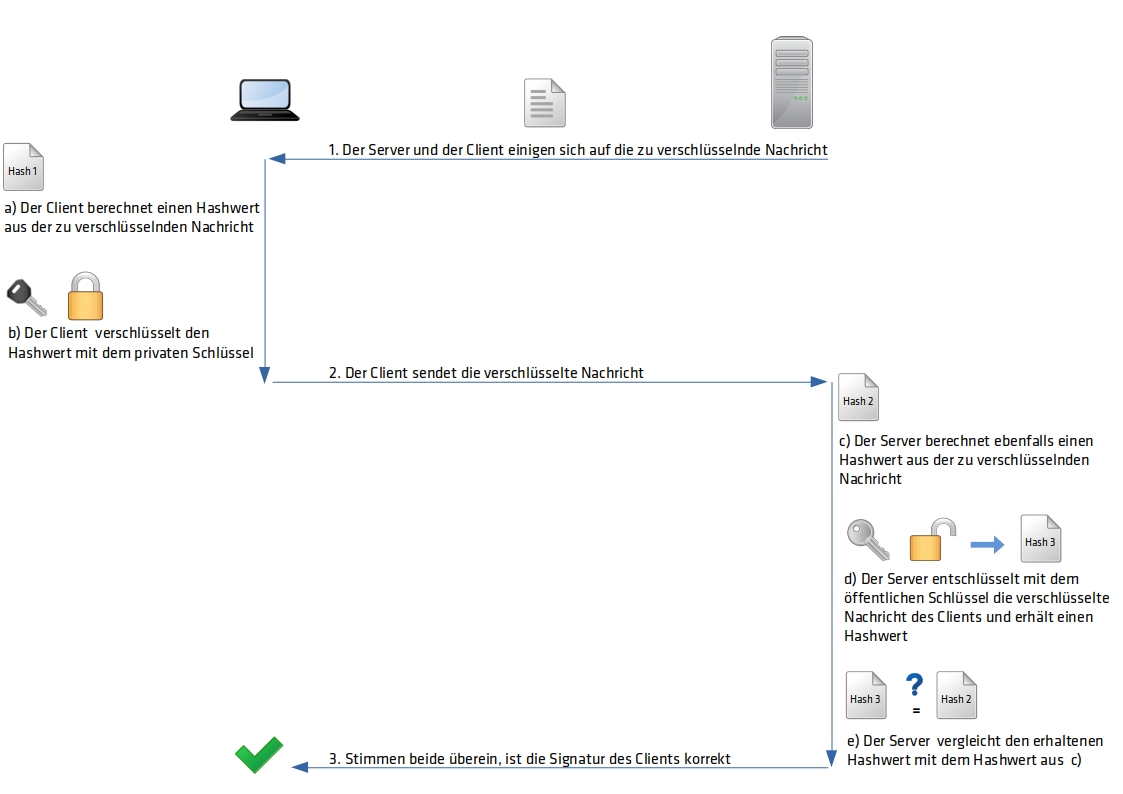 1. Der Server und der Client einigen sich auf die zu verschlüsselnde Nachricht
Hash 1
a) Der Client berechnet einen Hashwert
aus der zu verschlüsselnden Nachricht
b) Der Client verschlüsselt den
Hashwert mit dem privaten Schlüssel
2. Der Client sendet die verschlüsselte Nachricht
Hash 2
c) Der Server berechnet ebenfalls einen
Hashwert aus der zu verschlüsselnden
Nachricht
Hash 3
d) Der Server entschlüsselt mit dem
öffentlichen Schlüssel die verschlüsselte
Nachricht des Clients und erhält einen
Hashwert
Hash 3 ? = Hash 2
e) Der Server vergleicht den erhaltenen
Hashwert mit dem Hashwert aus c)
3. Stimmen beide überein, ist die Signatur des Clients korrekt